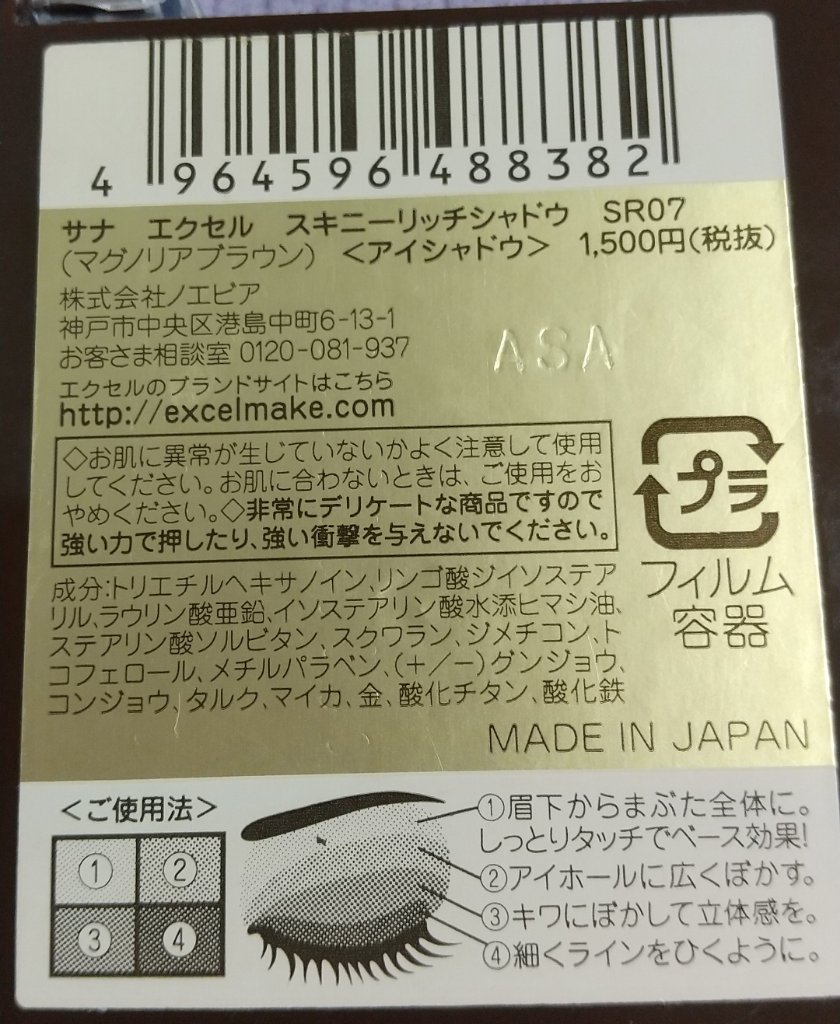 4 964596 488382
サナ エクセル スキニーリッチシャドウ SR07
(マグノリアブラウン) <アイシャドウ> 1,500円(税抜)
株式会社ノエビア
神戸市中央区港島中町6-13-1
お客さま相談室 0120-081-937
エクセルのブランドサイトはこちら
http://excelmake.com
ASA
◇お肌に異常が生じていないかよく注意して使用
してください。お肌に合わないときは、ご使用をお
やめください。◇非常にデリケートな商品ですので
強い力で押したり、強い衝撃を与えないでください。
プラ
フィルム
容器
成分:トリエチルヘキサノイン、リンゴ酸ジイソステア
リル、ラウリン酸亜鉛、イソステアリン酸水添ヒマシ油、
ステアリン酸ソルビタン、スクワラン、ジメチコン、ト
コフェロール、メチルパラベン、(+/-)グンジョウ、
コンジョウ、タルク、マイカ、金、酸化チタン、酸化鉄
MADE IN JAPAN
<ご使用法>
① ②
③ ④
①眉下からまぶた全体に。
しっとりタッチでベース効果!
②アイホールに広くぼかす。
③キワにぼかして立体感を。
④細くラインをひくように。